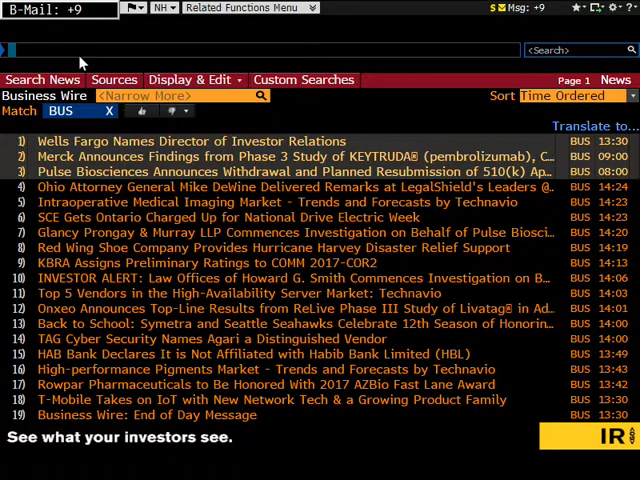 B-Mail: +9 NH Related Functions Menu Msg: +9
<Search>
Search News Sources Display & Edit Custom Searches Page 1 News
Business Wire <Narrow More> Sort Time Ordered
Match BUS X
Translate to...
1) Wells Fargo Names Director of Investor Relations BUS 13:30
2) Merck Announces Findings from Phase 3 Study of KEYTRUDA® (pembrolizumab), C... BUS 09:00
3) Pulse Biosciences Announces Withdrawal and Planned Resubmission of 510(k) Ap... BUS 08:00
4) Ohio Attorney General Mike DeWine Delivered Remarks at LegalShield's Leaders @... BUS 14:24
5) Intraoperative Medical Imaging Market - Trends and Forecasts by Technavio BUS 14:23
6) SCE Gets Ontario Charged Up for National Drive Electric Week BUS 14:20
7) Glancy Prongay & Murray LLP Commences Investigation on Behalf of Pulse Biosci... BUS 14:19
8) Red Wing Shoe Company Provides Hurricane Harvey Disaster Relief Support BUS 14:19
9) KBRA Assigns Preliminary Ratings to COMM 2017-COR2 BUS 14:13
10) INVESTOR ALERT: Law Offices of Howard G. Smith Commences Investigation on B... BUS 14:06
11) Top 5 Vendors in the High-Availability Server Market: Technavio BUS 14:03
12) Onxeo Announces Top-Line Results from ReLive Phase III Study of Livatag® in Ad... BUS 14:01
13) Back to School: Symetra and Seattle Seahawks Celebrate 12th Season of Honorin... BUS 14:00
14) TAG Cyber Security Names Agari a Distinguished Vendor BUS 14:00
15) HAB Bank Declares It is Not Affiliated with Habib Bank Limited (HBL) BUS 13:49
16) High-performance Pigments Market - Trends and Forecasts by Technavio BUS 13:43
17) Rowpar Pharmaceuticals to Be Honored With 2017 AZBio Fast Lane Award BUS 13:42
18) T-Mobile Takes on IoT with New Network Tech & a Growing Product Family BUS 13:30
19) Business Wire: End of Day Message BUS 13:30
See what your investors see. IR